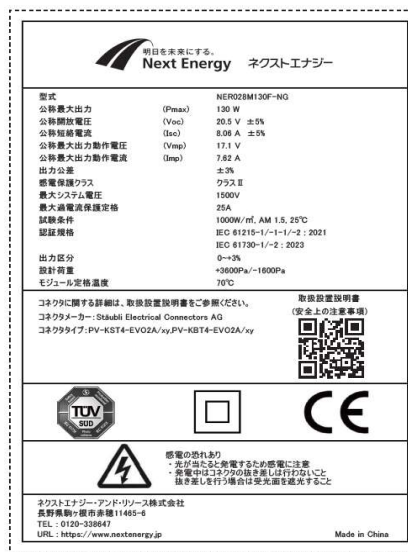 明日を未来にする。
Next Energy ネクストエナジー
型式 NER028M130F-NG
公称最大出力 (Pmax) 130 W
公称開放電圧 (Voc) 20.5 V ±5%
公称短絡電流 (Isc) 8.06 A ±5%
公称最大出力動作電圧 (Vmp) 17.1 V
公称最大出力動作電流 (Imp) 7.62 A
出力公差 ±3%
感電保護クラス クラスⅡ
最大システム電圧 1500V
最大過電流保護定格 25A
試験条件 1000W/㎡, AM 1.5, 25℃
認証規格 IEC 61215-1/-1-1/-2 : 2021
IEC 61730-1/-2 : 2023
出力区分 0~+3%
設計荷重 +3600Pa/-1600Pa
モジュール定格温度 70℃
コネクタに関する詳細は、取扱設置説明書をご参照ください。
コネクタメーカー：Stäubli Electrical Connectors AG
コネクタタイプ：PV-KST4-EVO2A/xy,PV-KBT4-EVO2A/xy
取扱設置説明書
(安全上の注意事項)
TÜV
SÜD
CE
感電の恐れあり
・光が当たると発電するため感電に注意
・発電中はコネクタの抜き差しは行わないこと
抜き差しを行う場合は受光面を遮光すること
ネクストエナジー・アンド・リソース株式会社
長野県駒ヶ根市赤穂11465-6
TEL : 0120-338647
URL : https://www.nextenergy.jp Made in China